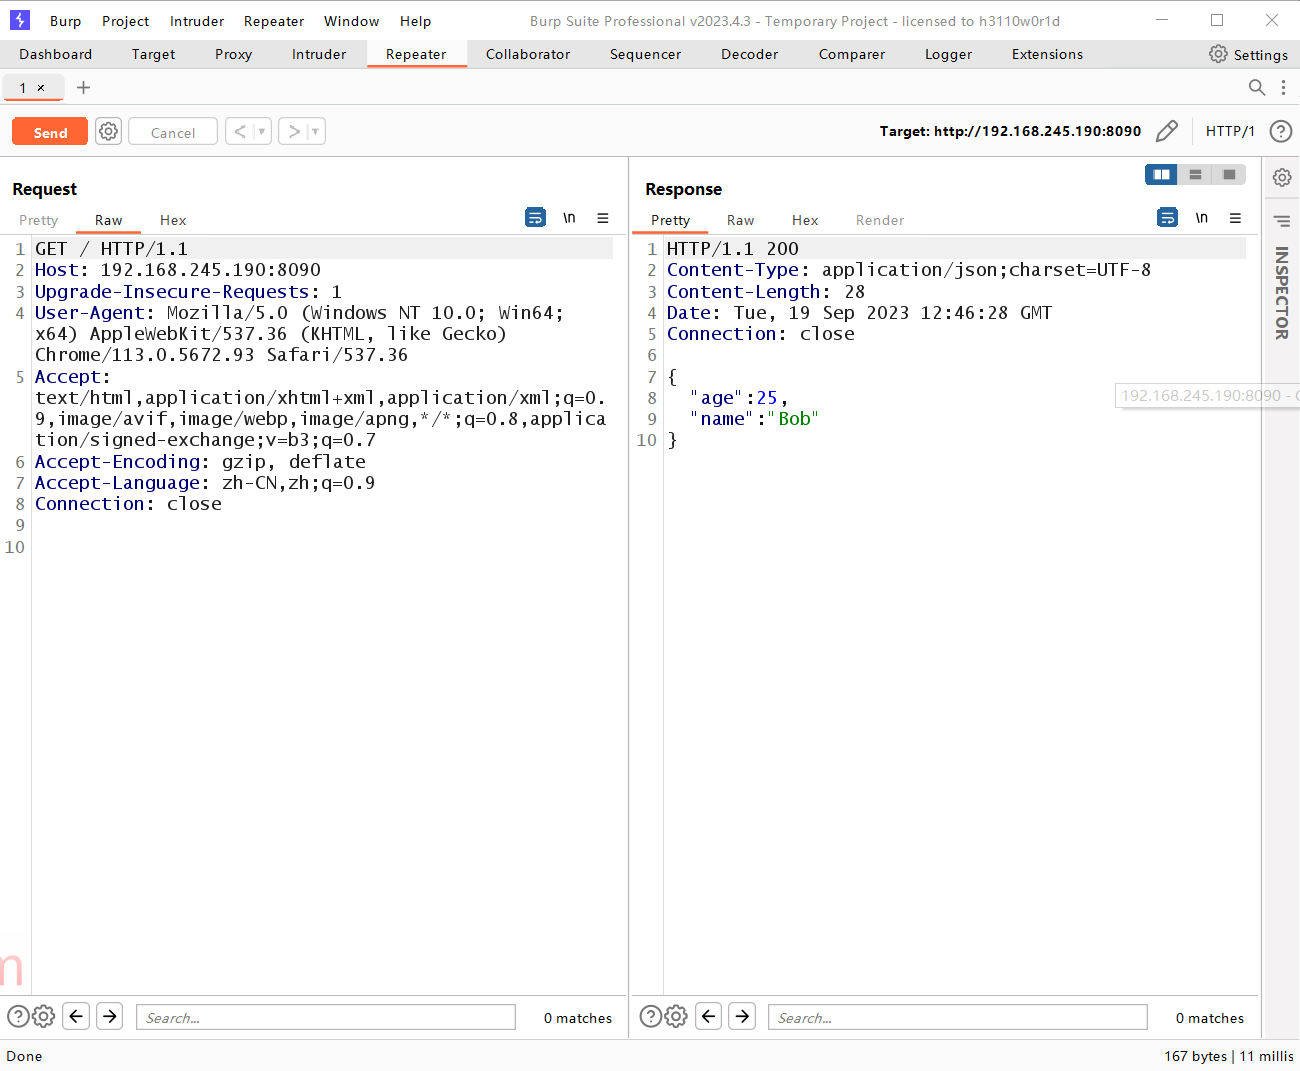 Burp Project Intruder Repeater Window Help Burp Suite Professional v2023.4.3 - Temporary Project - licensed to h3110w0r1d
Dashboard Target Proxy Intruder Repeater Collaborator Sequencer Decoder Comparer Logger Extensions Settings
1 × +
Send Cancel < > Target: http://192.168.245.190:8090 HTTP/1 ?
Request
Pretty Raw Hex \n
1 GET / HTTP/1.1
2 Host: 192.168.245.190:8090
3 Upgrade-Insecure-Requests: 1
4 User-Agent: Mozilla/5.0 (Windows NT 10.0; Win64;
x64) AppleWebKit/537.36 (KHTML, like Gecko)
Chrome/113.0.5672.93 Safari/537.36
5 Accept:
text/html,application/xhtml+xml,application/xml;q=0.
9,image/avif,image/webp,image/apng,*/*;q=0.8,applica
tion/signed-exchange;v=b3;q=0.7
6 Accept-Encoding: gzip, deflate
7 Accept-Language: zh-CN,zh;q=0.9
8 Connection: close
9
10
Search... 0 matches
Response
Pretty Raw Hex Render \n
1 HTTP/1.1 200
2 Content-Type: application/json;charset=UTF-8
3 Content-Length: 28
4 Date: Tue, 19 Sep 2023 12:46:28 GMT
5 Connection: close
6
7 {
8 "age":25,
9 "name":"Bob"
10 }
192.168.245.190:8090 -
Search... 0 matches
INSPECTOR
Done 167 bytes | 11 millis